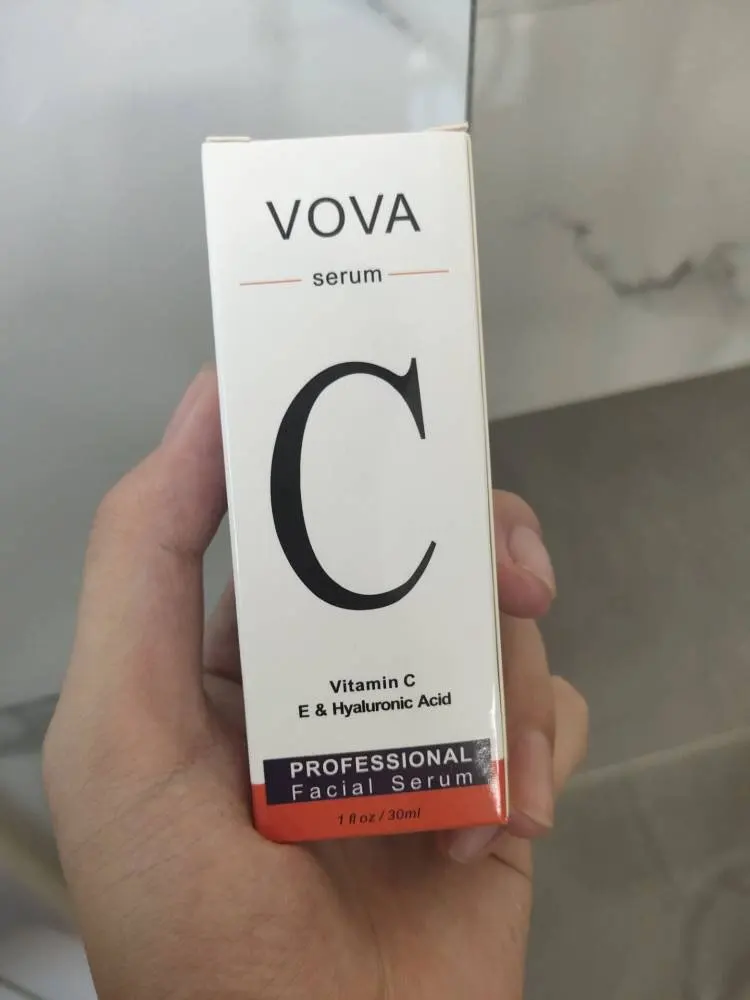 VOVA
serum
C
Vitamin C
E & Hyaluronic Acid
PROFESSIONAL
Facial Serum
1 fl oz / 30ml